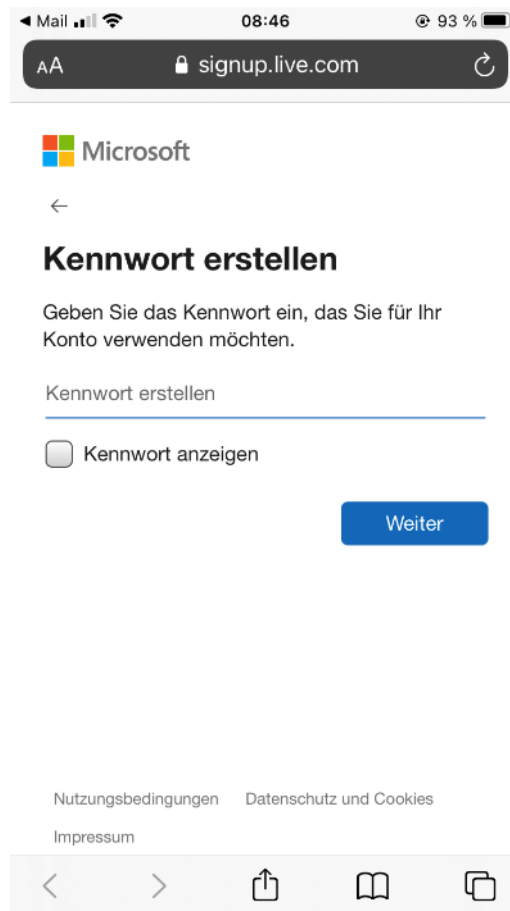 Mail 08:46 93 %
AA signup.live.com
Microsoft
Kennwort erstellen
Geben Sie das Kennwort ein, das Sie für Ihr
Konto verwenden möchten.
Kennwort erstellen
Kennwort anzeigen
Weiter
Nutzungsbedingungen Datenschutz und Cookies
Impressum